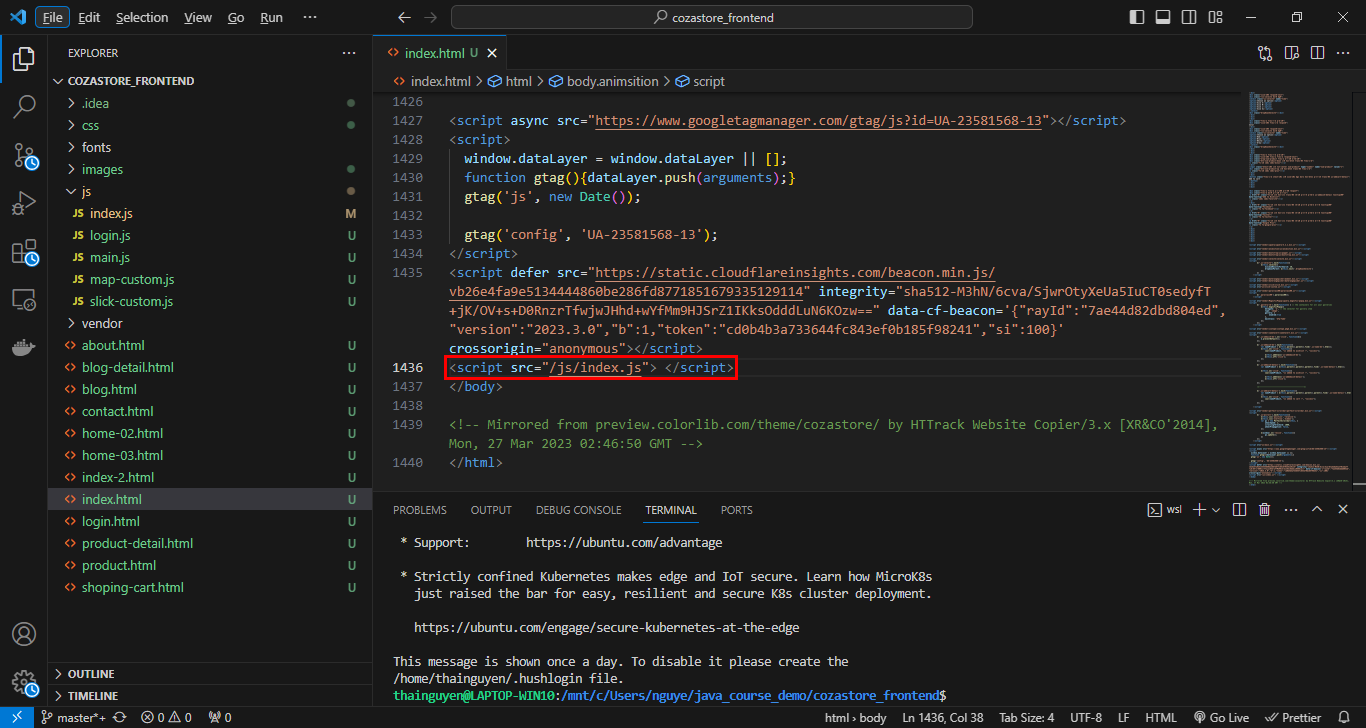 File Edit Selection View Go Run ··· cozastore_frontend
EXPLORER ···
COZASTORE_FRONTEND
.idea
css
fonts
images
js
JS index.js M
JS login.js U
JS main.js U
JS map-custom.js U
JS slick-custom.js U
vendor
about.html U
blog-detail.html U
blog.html U
contact.html U
home-02.html U
home-03.html U
index-2.html U
index.html U
login.html U
product-detail.html U
product.html U
shoping-cart.html U
OUTLINE
TIMELINE
index.html U
index.html > html > body.animsition > script
1426
1427 <script async src="https://www.googletagmanager.com/gtag/js?id=UA-23581568-13"></script>
1428 <script>
1429 window.dataLayer = window.dataLayer || [];
1430 function gtag(){dataLayer.push(arguments);}
1431 gtag('js', new Date());
1432
1433 gtag('config', 'UA-23581568-13');
1434 </script>
1435 <script defer src="https://static.cloudflareinsights.com/beacon.min.js/
vb26e4fa9e5134444860be286fd8771851679335129114" integrity="sha512-M3hN/6cva/SjwrOtyXeUa5IuCT0sedyfT
+jK/OV+s+D0RnzrTfwjwJHhd+wYfMm9HJSrZ1IKksOdddLuN6KOzw==" data-cf-beacon='{"rayId":"7ae44d82dbd804ed",
"version":"2023.3.0","b":1,"token":"cd0b4b3a733644fc843ef0b185f98241","si":100}'
crossorigin="anonymous"></script>
1436 <script src="/js/index.js"> </script>
1437 </body>
1438
1439 <!-- Mirrored from preview.colorlib.com/theme/cozastore/ by HTTrack Website Copier/3.x [XR&CO'2014],
Mon, 27 Mar 2023 02:46:50 GMT -->
1440 </html>
PROBLEMS OUTPUT DEBUG CONSOLE TERMINAL PORTS wsl
* Support: https://ubuntu.com/advantage
* Strictly confined Kubernetes makes edge and IoT secure. Learn how MicroK8s
just raised the bar for easy, resilient and secure K8s cluster deployment.
https://ubuntu.com/engage/secure-kubernetes-at-the-edge
This message is shown once a day. To disable it please create the
/home/thainguyen/.hushlogin file.
thainguyen@LAPTOP-WIN10:/mnt/c/Users/nguye/java_course_demo/cozastore_frontend$
master*+ 0 0 0 html > body Ln 1436, Col 38 Tab Size: 4 UTF-8 LF HTML Go Live Prettier